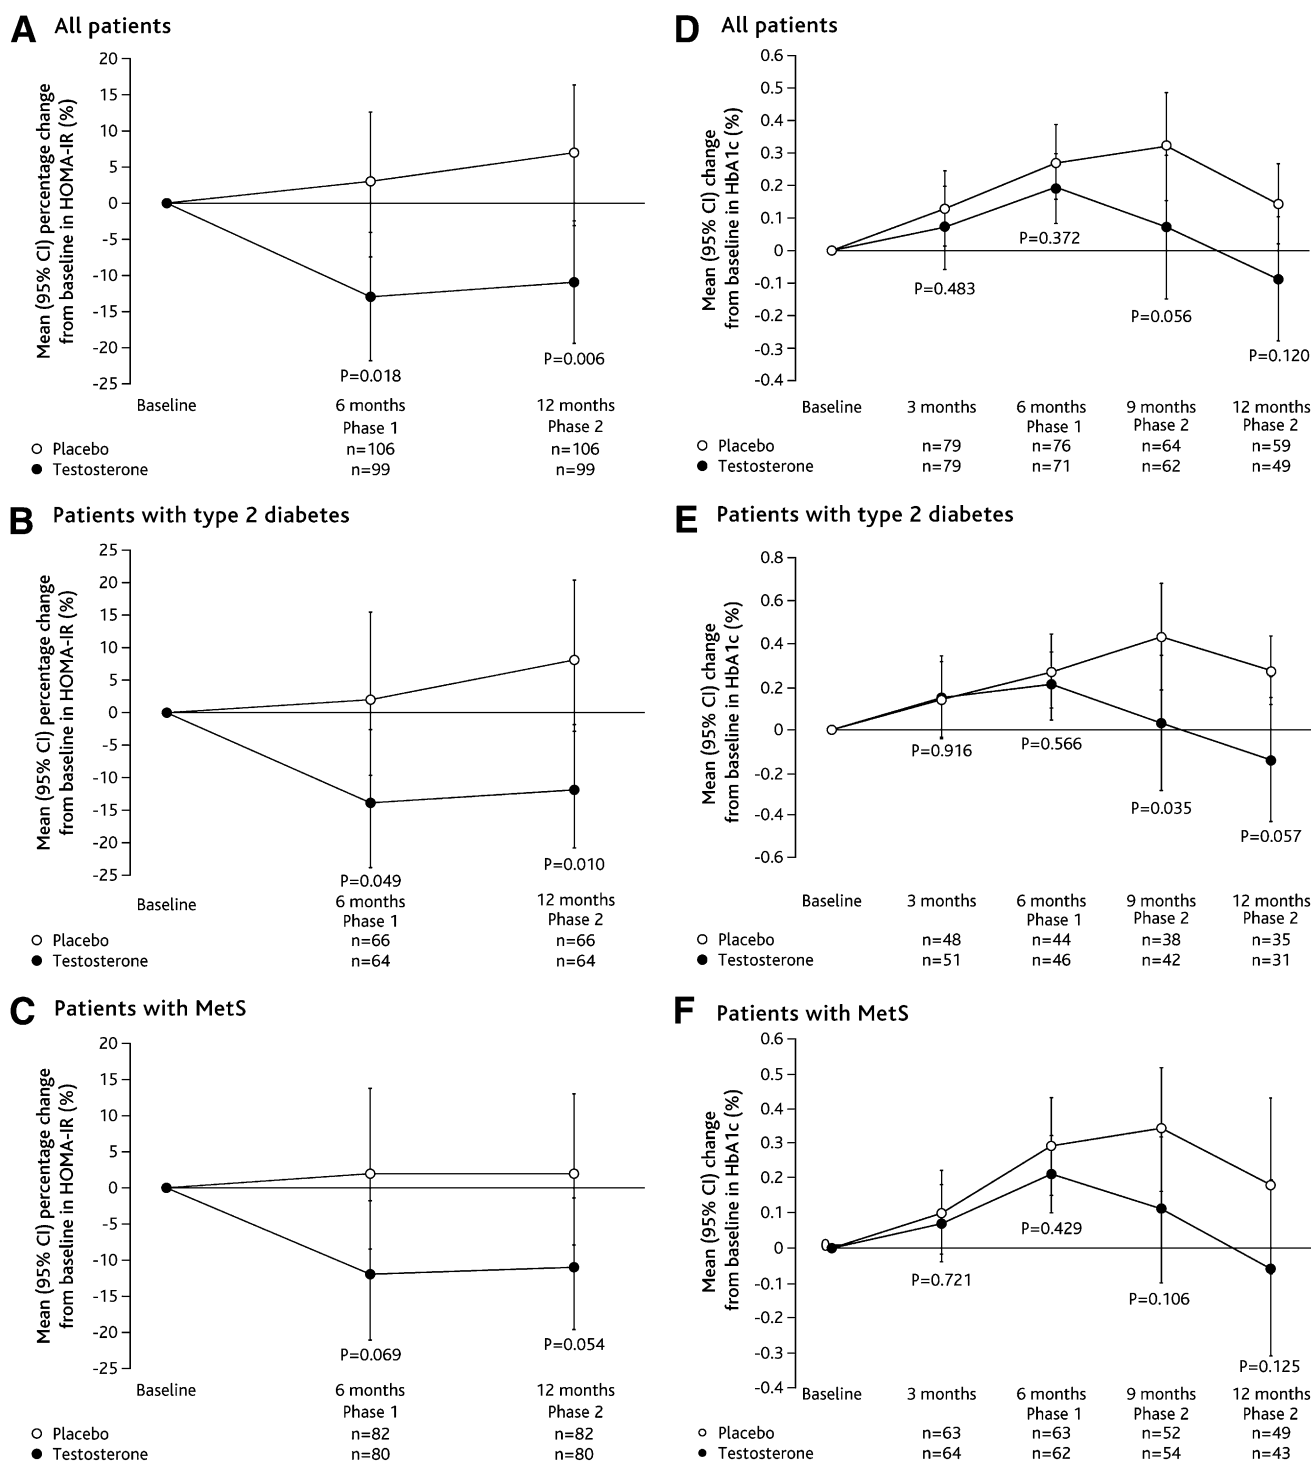 A All patients
Mean (95% CI) percentage change
from baseline in HOMA-IR (%)
20
15
10
5
0
-5
-10
-15
-20
-25
P=0.018
P=0.006
Baseline 6 months 12 months
Phase 1 Phase 2
Placebo n=106 n=106
Testosterone n=99 n=99
B Patients with type 2 diabetes
Mean (95% CI) percentage change
from baseline in HOMA-IR (%)
25
20
15
10
5
0
-5
-10
-15
-20
-25
P=0.049
P=0.010
Baseline 6 months 12 months
Phase 1 Phase 2
Placebo n=66 n=66
Testosterone n=64 n=64
C Patients with MetS
Mean (95% CI) percentage change
from baseline in HOMA-IR (%)
20
15
10
5
0
-5
-10
-15
-20
-25
P=0.069
P=0.054
Baseline 6 months 12 months
Phase 1 Phase 2
Placebo n=82 n=82
Testosterone n=80 n=80
D All patients
Mean (95% CI) change
from baseline in HbA1c (%)
0.6
0.5
0.4
0.3
0.2
0.1
0
-0.1
-0.2
-0.3
-0.4
P=0.483
P=0.372
P=0.056
P=0.120
Baseline 3 months 6 months 9 months 12 months
Phase 1 Phase 2 Phase 2
Placebo n=79 n=76 n=64 n=59
Testosterone n=79 n=71 n=62 n=49
E Patients with type 2 diabetes
Mean (95% CI) change
from baseline in HbA1c (%)
0.8
0.6
0.4
0.2
0
-0.2
-0.4
-0.6
P=0.916
P=0.566
P=0.035
P=0.057
Baseline 3 months 6 months 9 months 12 months
Phase 1 Phase 2 Phase 2
Placebo n=48 n=44 n=38 n=35
Testosterone n=51 n=46 n=42 n=31
F Patients with MetS
Mean (95% CI) change
from baseline in HbA1c (%)
0.6
0.5
0.4
0.3
0.2
0.1
0
-0.1
-0.2
-0.3
-0.4
P=0.721
P=0.429
P=0.106
P=0.125
Baseline 3 months 6 months 9 months 12 months
Phase 1 Phase 2 Phase 2
Placebo n=63 n=63 n=52 n=49
Testosterone n=64 n=62 n=54 n=43